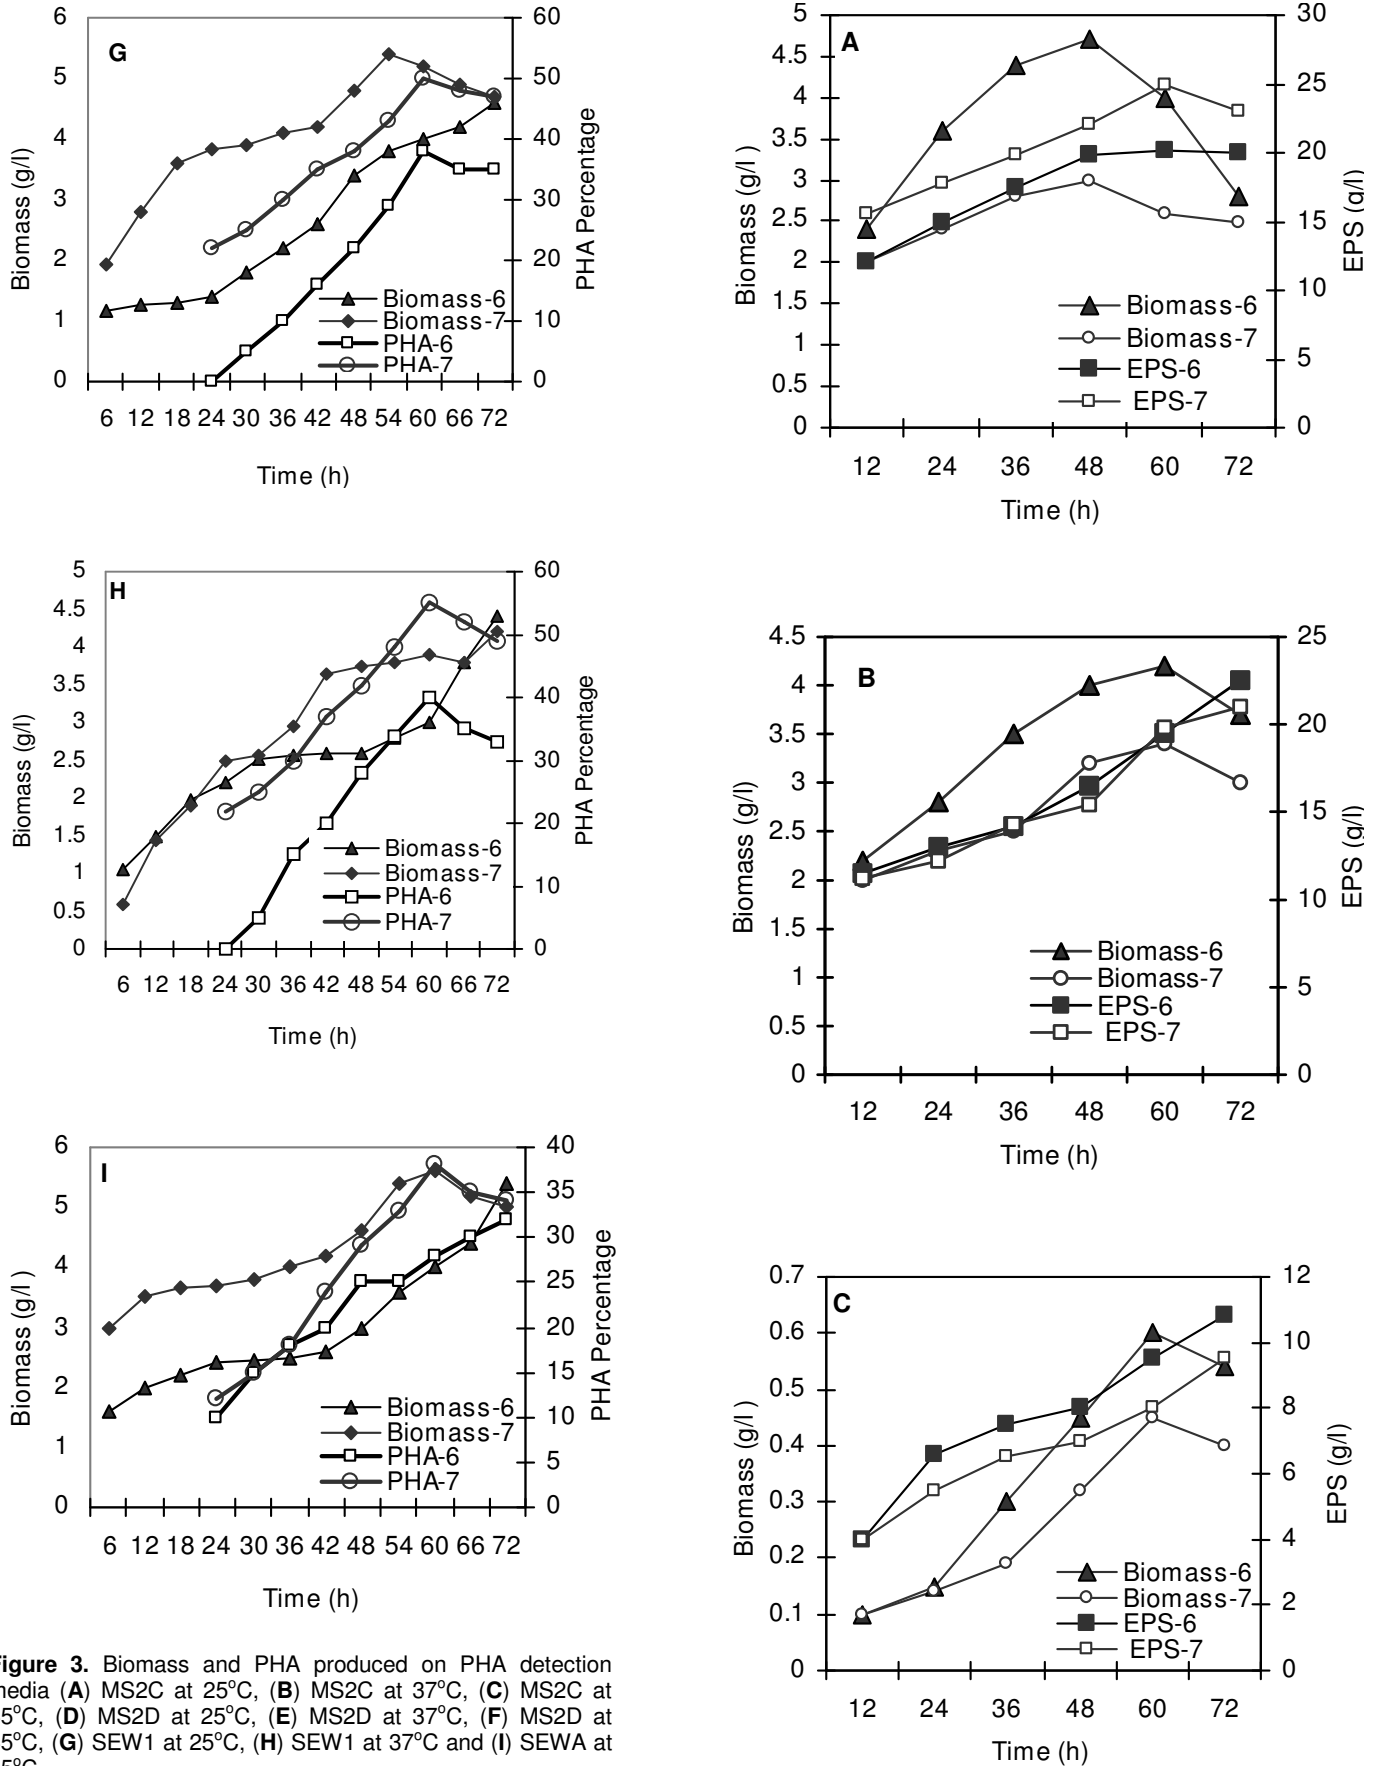 G
6
5
4
3
2
1
0
60
50
40
30
20
10
0
Biomass (g/l)
PHA Percentage
Biomass-6
Biomass-7
PHA-6
PHA-7
6 12 18 24 30 36 42 48 54 60 66 72
Time (h)
H
5
4.5
4
3.5
3
2.5
2
1.5
1
0.5
0
60
50
40
30
20
10
0
Biomass (g/l)
PHA Percentage
Biomass-6
Biomass-7
PHA-6
PHA-7
6 12 18 24 30 36 42 48 54 60 66 72
Time (h)
I
6
5
4
3
2
1
0
40
35
30
25
20
15
10
5
0
Biomass (g/l )
PHA Percentage
Biomass-6
Biomass-7
PHA-6
PHA-7
6 12 18 24 30 36 42 48 54 60 66 72
Time (h)
igure 3. Biomass and PHA produced on PHA detection
media (A) MS2C at 25°C, (B) MS2C at 37°C, (C) MS2C at
5°C, (D) MS2D at 25°C, (E) MS2D at 37°C, (F) MS2D at
5°C, (G) SEW1 at 25°C, (H) SEW1 at 37°C and (I) SEWA at
A
5
4.5
4
3.5
3
2.5
2
1.5
1
0.5
0
30
25
20
15
10
5
0
Biomass (g/l )
EPS (g/l)
Biomass-6
Biomass-7
EPS-6
EPS-7
12 24 36 48 60 72
Time (h)
B
4.5
4
3.5
3
2.5
2
1.5
1
0.5
0
25
20
15
10
5
0
Biomass (g/l)
EPS (g/l)
Biomass-6
Biomass-7
EPS-6
EPS-7
12 24 36 48 60 72
Time (h)
C
0.7
0.6
0.5
0.4
0.3
0.2
0.1
0
12
10
8
6
4
2
0
Biomass (g/l )
EPS (g/l)
Biomass-6
Biomass-7
EPS-6
EPS-7
12 24 36 48 60 72
Time (h)